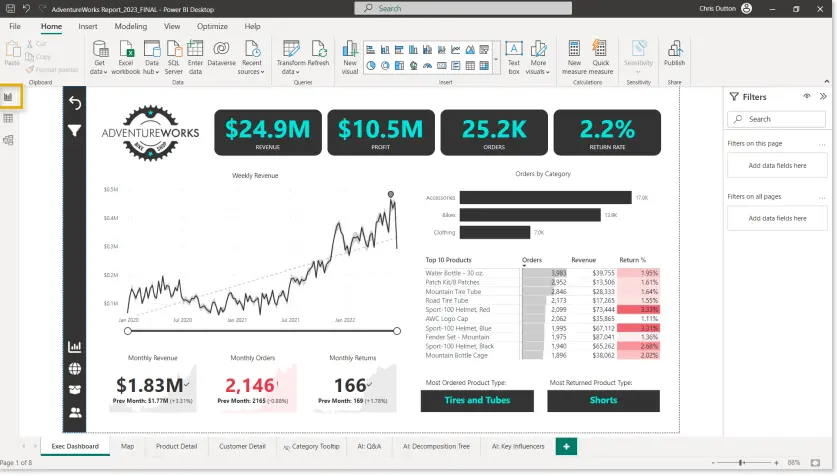 AdventureWorks Report_2023_FINAL - Power BI Desktop
Search
Chris Dutton
File Home Insert Modeling View Optimize Help
Share
Paste
Cut
Copy
Format painter
Clipboard
Get data
Excel workbook
Data hub
SQL Server
Enter data
Dataverse
Recent sources
Data
Transform data
Refresh
Queries
New visual
Text box
More visuals
Insert
New measure
Quick measure
Calculations
Sensitivity
Sensitivity
Publish
Share
ADVENTUREWORKS
BIKE SHOP
$24.9M
REVENUE
$10.5M
PROFIT
25.2K
ORDERS
2.2%
RETURN RATE
Weekly Revenue
$0.5M
$0.4M
$0.3M
$0.2M
$0.1M
Jan 2020 Jul 2020 Jan 2021 Jul 2021 Jan 2022
Orders by Category
Accessories 17.0K
Bikes 13.9K
Clothing 7.0K
Top 10 Products Orders Revenue Return %
Water Bottle - 30 oz. 3,983 $39,755 1.95%
Patch Kit/8 Patches 2,952 $13,506 1.61%
Mountain Tire Tube 2,846 $28,333 1.64%
Road Tire Tube 2,173 $17,265 1.55%
Sport-100 Helmet, Red 2,099 $73,444 3.33%
AWC Logo Cap 2,062 $35,865 1.11%
Sport-100 Helmet, Blue 1,995 $67,112 3.31%
Fender Set - Mountain 1,975 $87,041 1.36%
Sport-100 Helmet, Black 1,940 $65,262 2.68%
Mountain Bottle Cage 1,896 $38,062 2.02%
Monthly Revenue
$1.83M
Prev Month: $1.77M (+3.31%)
Monthly Orders
2,146!
Prev Month: 2165 (-0.88%)
Monthly Returns
166
Prev Month: 169 (+1.78%)
Most Ordered Product Type:
Tires and Tubes
Most Returned Product Type:
Shorts
Filters
Search
Filters on this page ...
Add data fields here
Filters on all pages ...
Add data fields here
Exec Dashboard Map Product Detail Customer Detail Category Tooltip AI: Q&A AI: Decomposition Tree AI: Key Influencers +
Page 1 of 8
88%